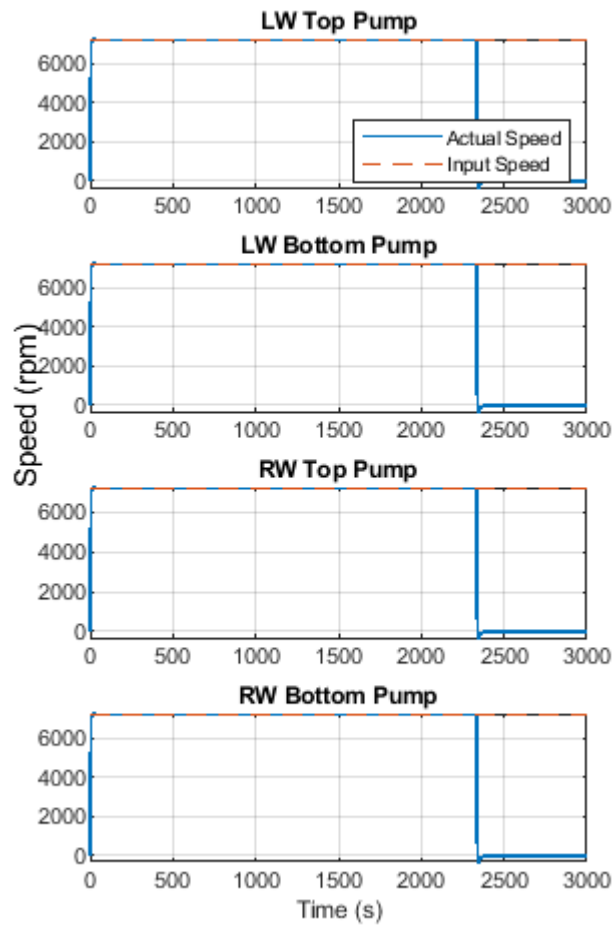 LW Top Pump
6000
4000
2000
0
Actual Speed
Input Speed
0 500 1000 1500 2000 2500 3000
LW Bottom Pump
6000
4000
2000
0
0 500 1000 1500 2000 2500 3000
Speed (rpm)
RW Top Pump
6000
4000
2000
0
0 500 1000 1500 2000 2500 3000
RW Bottom Pump
6000
4000
2000
0
0 500 1000 1500 2000 2500 3000
Time (s)